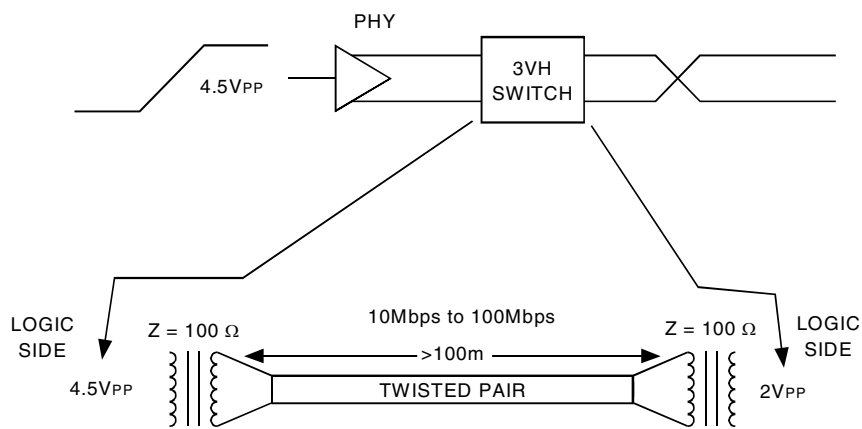 PHY
4.5VPP
3VH
SWITCH
10Mbps to 100Mbps
LOGIC
SIDE
Z = 100 Ω
>100m
Z = 100 Ω
LOGIC
SIDE
4.5VPP
TWISTED PAIR
2VPP